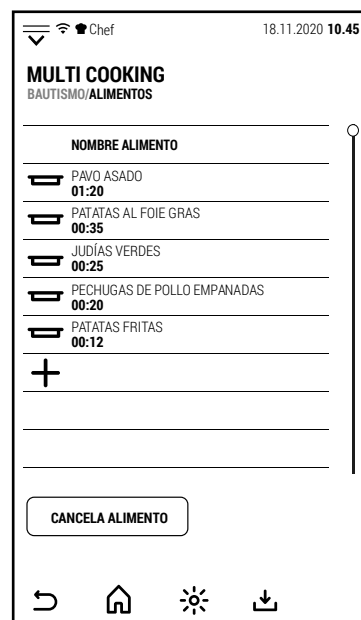 Chef 18.11.2020 10.45
MULTI COOKING
BAUTISMO/ALIMENTOS
NOMBRE ALIMENTO
PAVO ASADO
01:20
PATATAS AL FOIE GRAS
00:35
JUDÍAS VERDES
00:25
PECHUGAS DE POLLO EMPANADAS
00:20
PATATAS FRITAS
00:12
CANCELA ALIMENTO